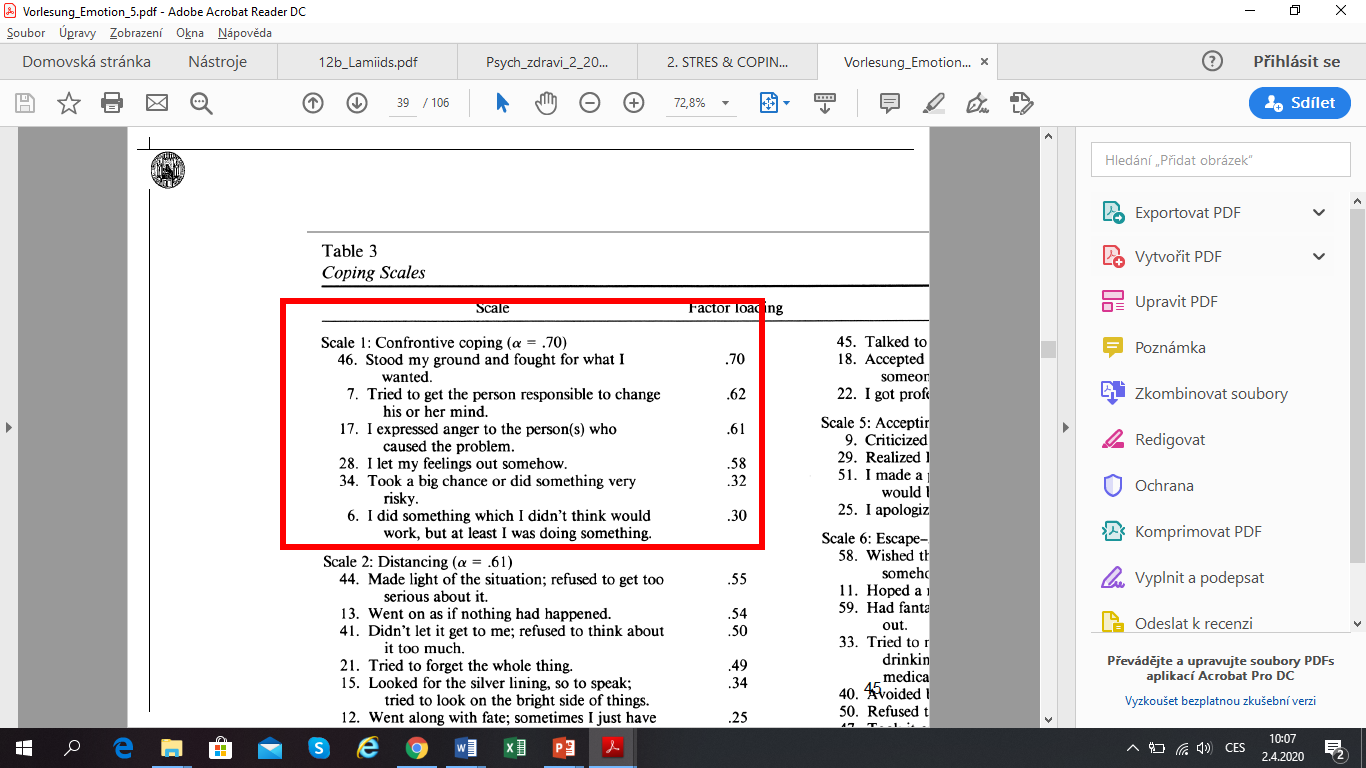 Vorlesung_Emotion_5.pdf - Adobe Acrobat Reader DC
Soubor Úpravy Zobrazení Okna Nápověda
Domovská stránka Nástroje 12b_Lamiids.pdf Psych_zdravi_2_20... 2. STRES & COPIN... Vorlesung_Emotion... Přihlásit se
39 / 106 72,8% Sdílet
Table 3
Coping Scales
Scale Factor loading
Scale 1: Confrontive coping (α = .70)
46. Stood my ground and fought for what I .70
wanted.
7. Tried to get the person responsible to change .62
his or her mind.
17. I expressed anger to the person(s) who .61
caused the problem.
28. I let my feelings out somehow. .58
34. Took a big chance or did something very .32
risky.
6. I did something which I didn't think would .30
work, but at least I was doing something.
Scale 2: Distancing (α = .61)
44. Made light of the situation; refused to get too .55
serious about it.
13. Went on as if nothing had happened. .54
41. Didn't let it get to me; refused to think about .50
it too much.
21. Tried to forget the whole thing. .49
15. Looked for the silver lining, so to speak; .34
tried to look on the bright side of things.
12. Went along with fate; sometimes I just have .25
45. Talked to
18. Accepted
someon
22. I got profe
Scale 5: Acceptin
9. Criticized
29. Realized
51. I made a
would
25. I apologiz
Scale 6: Escape–
58. Wished th
someho
11. Hoped a
59. Had fanta
out.
33. Tried to
drinkin
medica
45
40. Avoided
50. Refused
Hledání „Přidat obrázek“
Exportovat PDF
Vytvořit PDF
Upravit PDF
Poznámka
Zkombinovat soubory
Redigovat
Ochrana
Komprimovat PDF
Vyplnit a podepsat
Odeslat k recenzi
Převádějte a upravujte soubory PDFs
aplikací Acrobat Pro DC
Vyzkoušet bezplatnou zkušební verzi
CES 10:07
2.4.2020 2